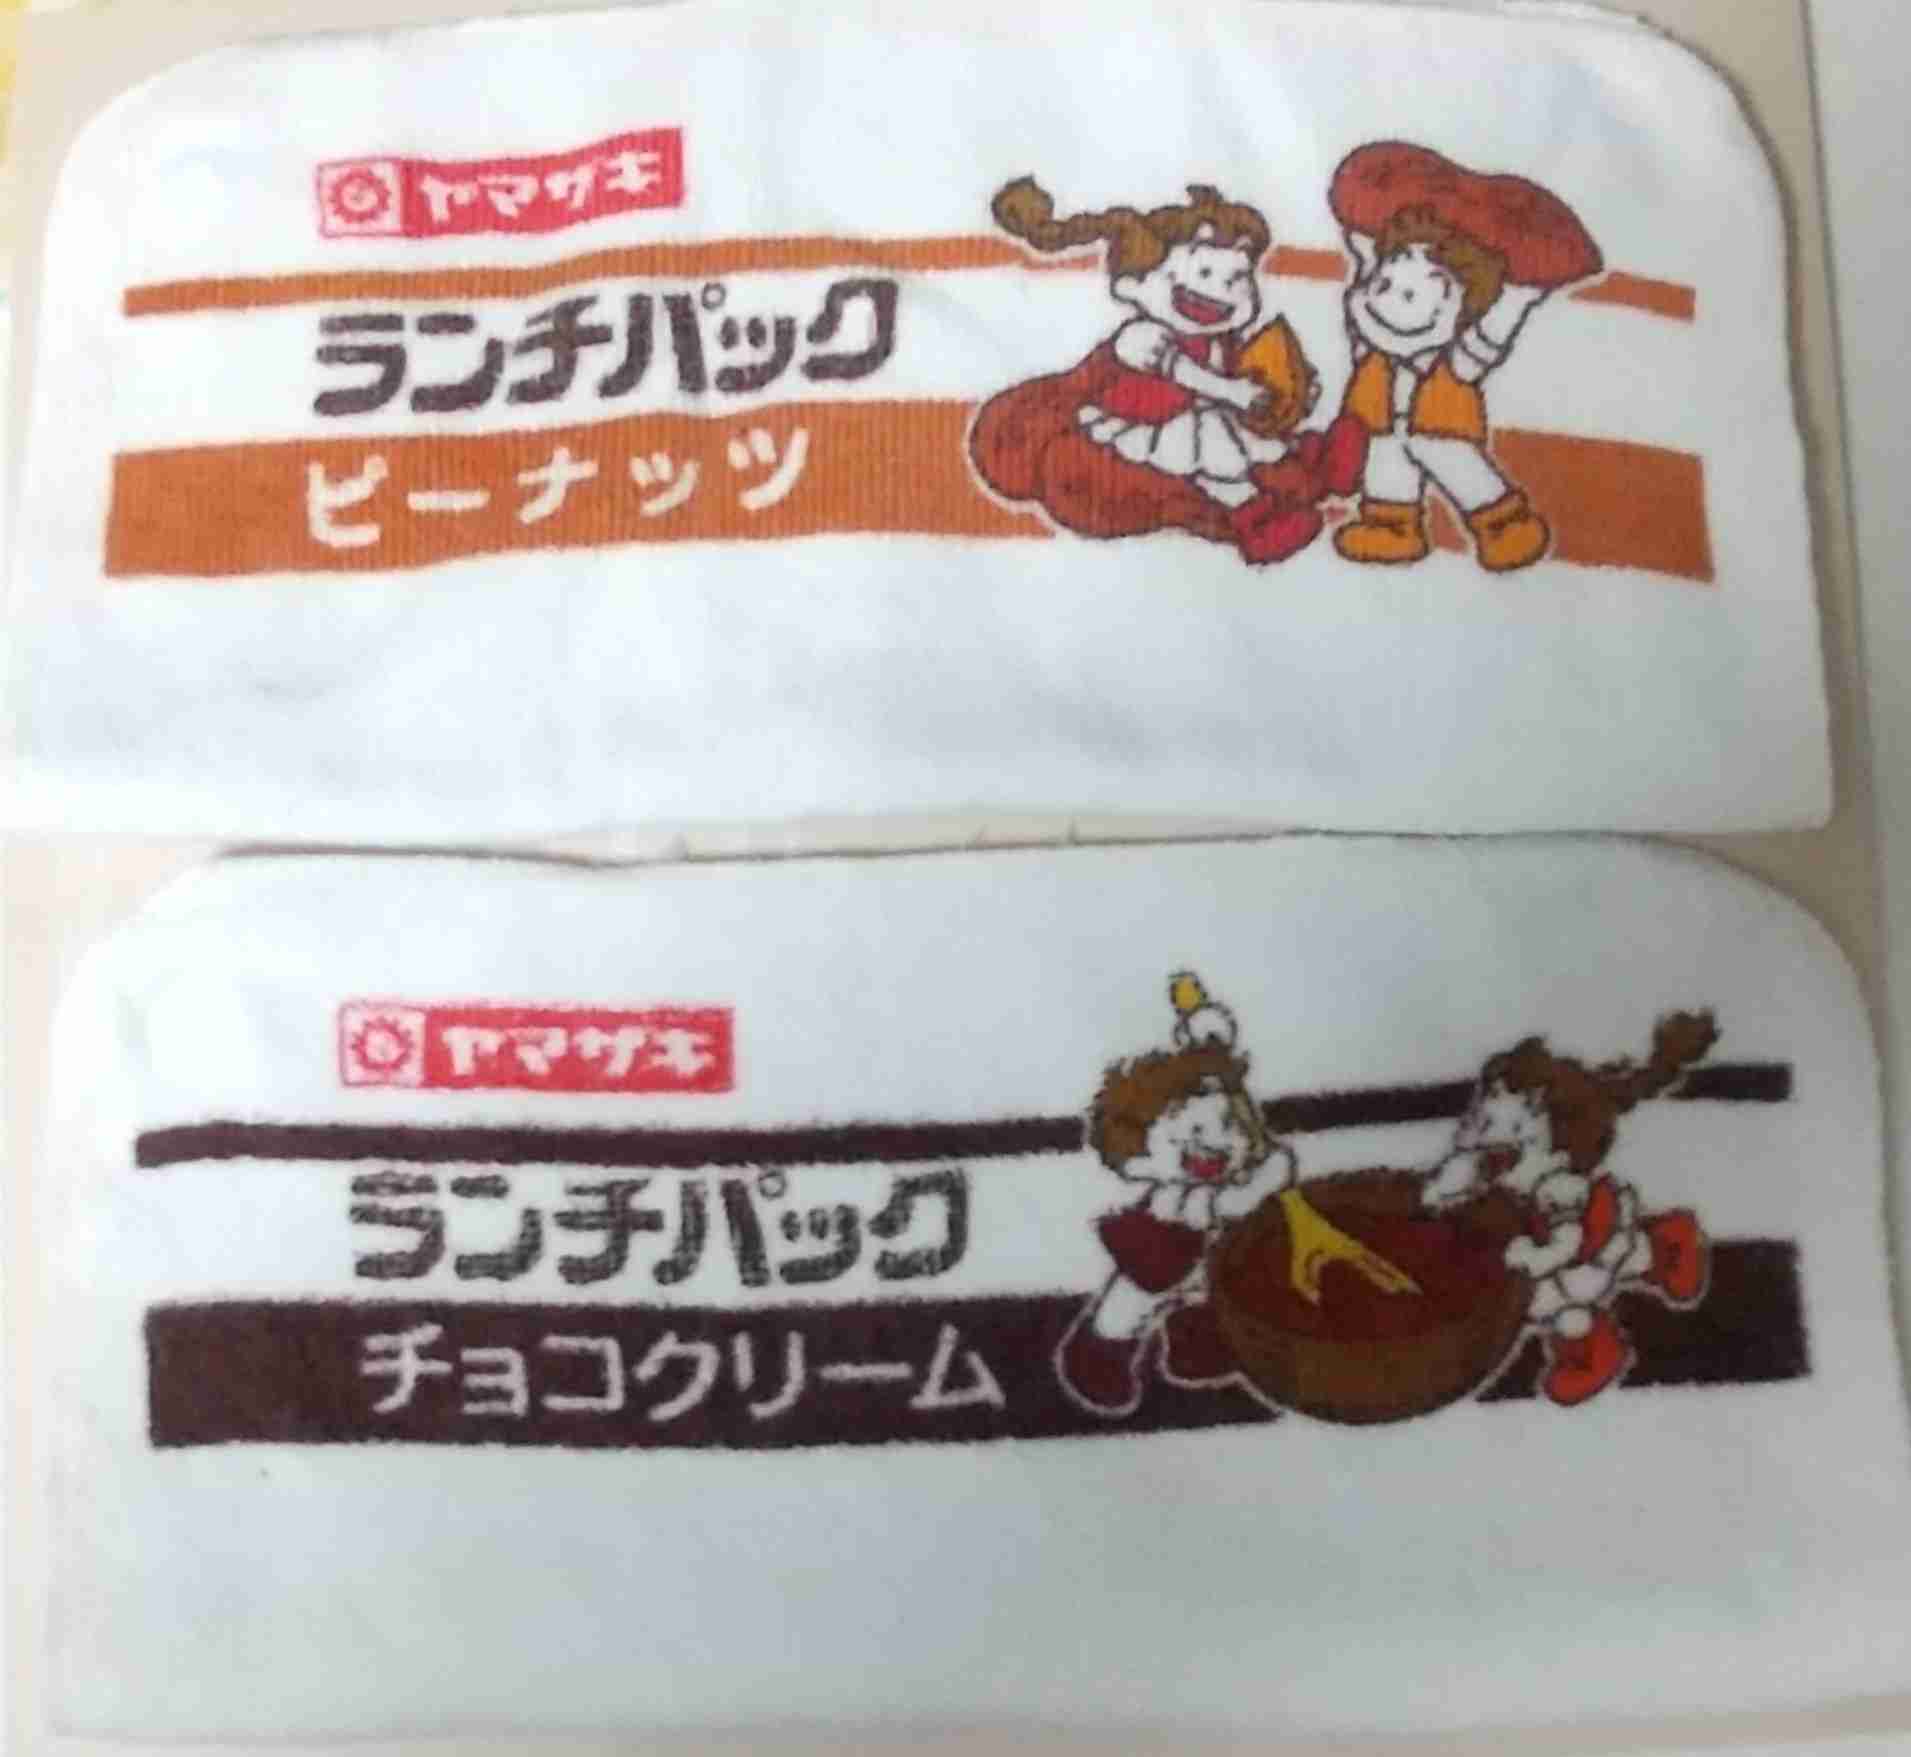 ヤマザキ
ランチパック
ピーナッツ
ヤマザキ
ランチパック
チョコクリーム